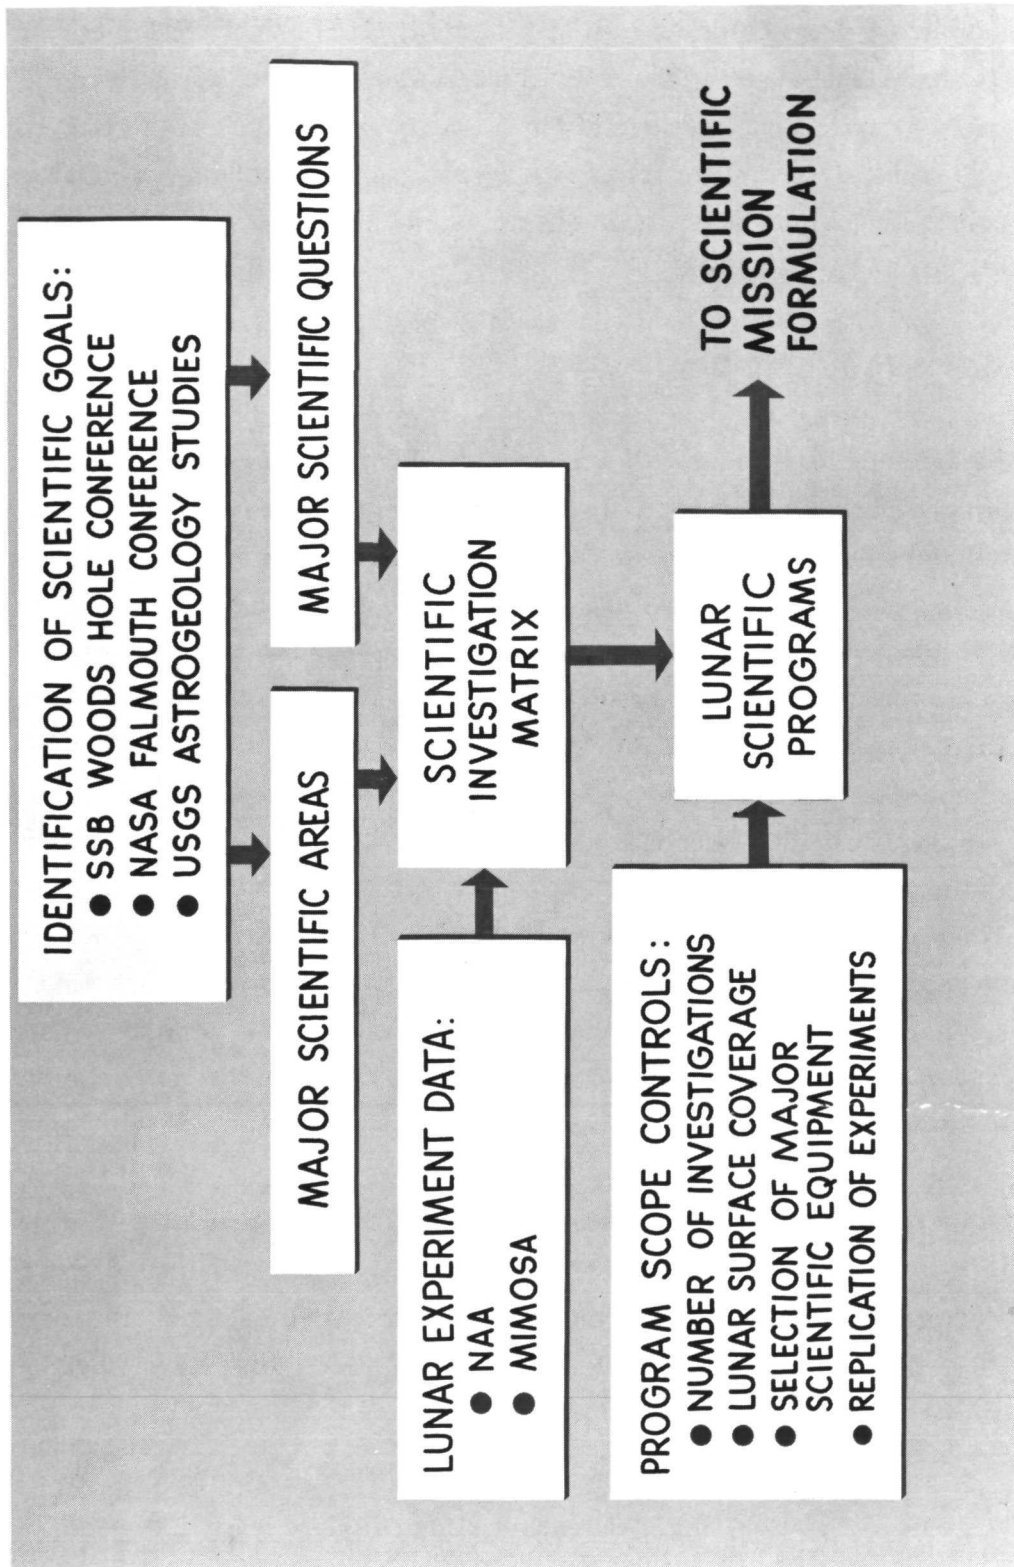 IDENTIFICATION OF SCIENTIFIC GOALS:
● SSB WOODS HOLE CONFERENCE
● NASA FALMOUTH CONFERENCE
● USGS ASTROGEOLOGY STUDIES
MAJOR SCIENTIFIC AREAS
MAJOR SCIENTIFIC QUESTIONS
LUNAR EXPERIMENT DATA:
● NAA
● MIMOSA
SCIENTIFIC
INVESTIGATION
MATRIX
PROGRAM SCOPE CONTROLS:
● NUMBER OF INVESTIGATIONS
● LUNAR SURFACE COVERAGE
● SELECTION OF MAJOR
SCIENTIFIC EQUIPMENT
● REPLICATION OF EXPERIMENTS
LUNAR
SCIENTIFIC
PROGRAMS
TO SCIENTIFIC
MISSION
FORMULATION